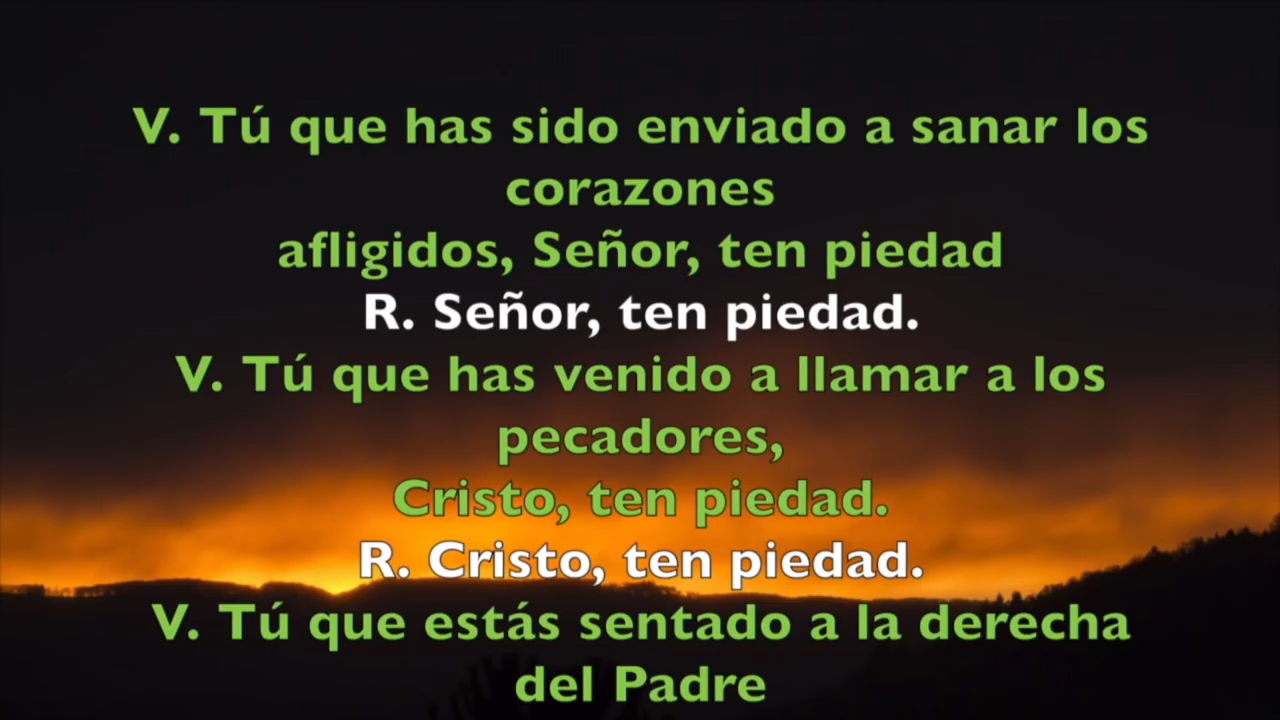 V. Tú que has sido enviado a sanar los
corazones
afligidos, Señor, ten piedad
R. Señor, ten piedad.
V. Tú que has venido a llamar a los
pecadores,
Cristo, ten piedad.
R. Cristo, ten piedad.
V. Tú que estás sentado a la derecha
del Padre